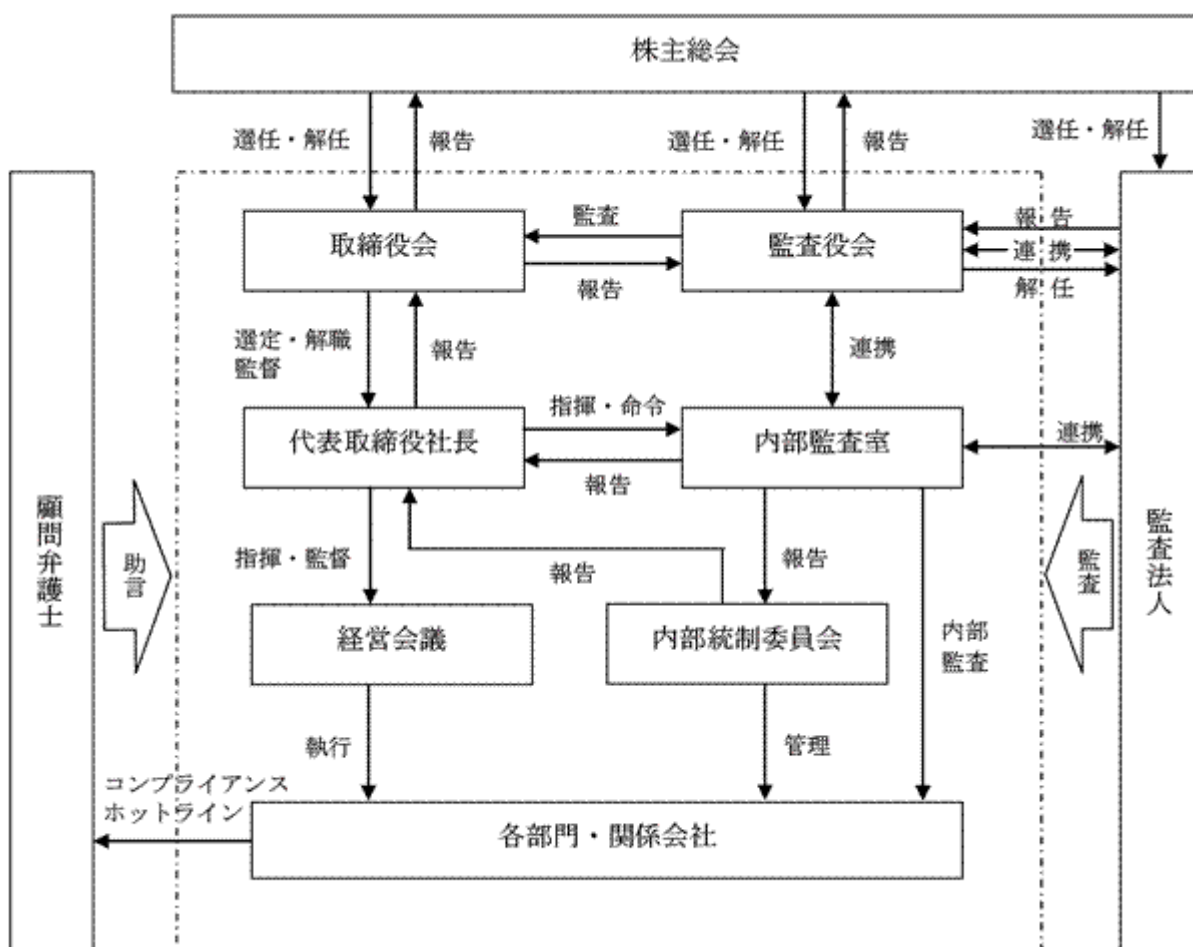 株主総会
選任・解任
報告
選任・解任
報告
選任・解任
取締役会
監査
報告
監査役会
報告
連携
解任
選定・解職
監督
報告
連携
代表取締役社長
指揮・命令
報告
内部監査室
連携
顧問弁護士
助言
指揮・監督
報告
報告
内部
監査
監査
監査法人
経営会議
内部統制委員会
執行
管理
コンプライアンス
ホットライン
各部門・関係会社